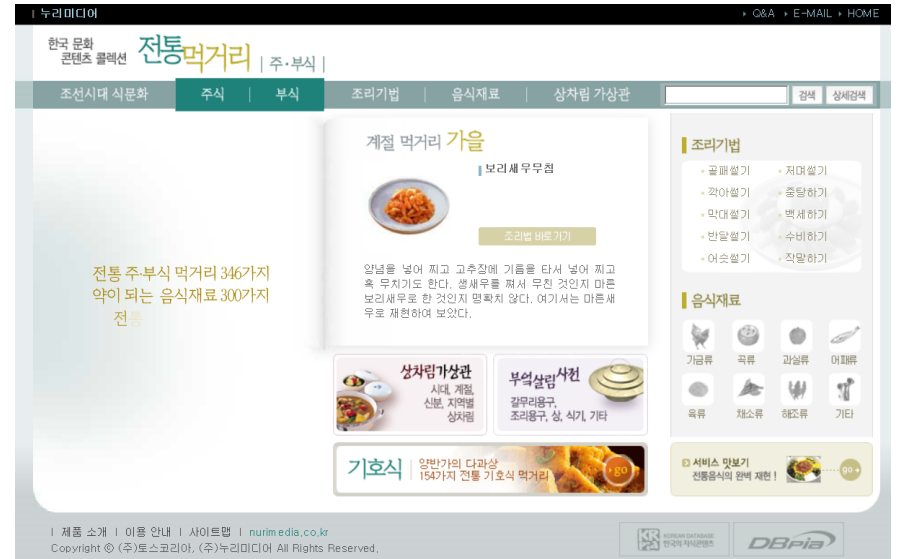 누리미디어
Q&A E-MAIL HOME
한국 문화
콘텐츠 콜렉션
전통먹거리 | 주·부식 |
조선시대 식문화 주식 | 부식 조리기법 | 음식재료 | 상차림 가상관 검색 상세검색
전통 주·부식 먹거리 346가지
약이 되는 음식재료 300가지
전통
계절 먹거리 가을
보리새우무침
조리법 바로가기
양념을 넣어 찌고 고추장에 기름을 타서 넣어 찌고
혹 무치기도 한다. 생새우를 쪄서 무친 것인지 마른
보리새우로 한 것인지 명확치 않다. 여기서는 마른새
우로 재현하여 보았다.
상차림가상관
시대, 계절,
신분, 지역별
상차림
부엌살림사전
갈무리용구,
조리용구, 상, 식기, 기타
기호식
양반가의 다과상
154가지 전통 기호식 먹거리
go
조리기법
골패썰기 저며썰기
깍아썰기 중탕하기
막대썰기 백세하기
반달썰기 수비하기
어슷썰기 작말하기
음식재료
가금류 곡류 과실류 어패류
육류 채소류 해조류 기타
서비스 맛보기
전통음식의 완벽 재현 !
go
| 제품 소개 | 이용 안내 | 사이트맵 | nurimedia.co.kr
Copyright ⓒ (주)토스코리아, (주)누리미디어 All Rights Reserved.
KRPIA
KOREAN DATABASE
한국의 지식콘텐츠
DBpia